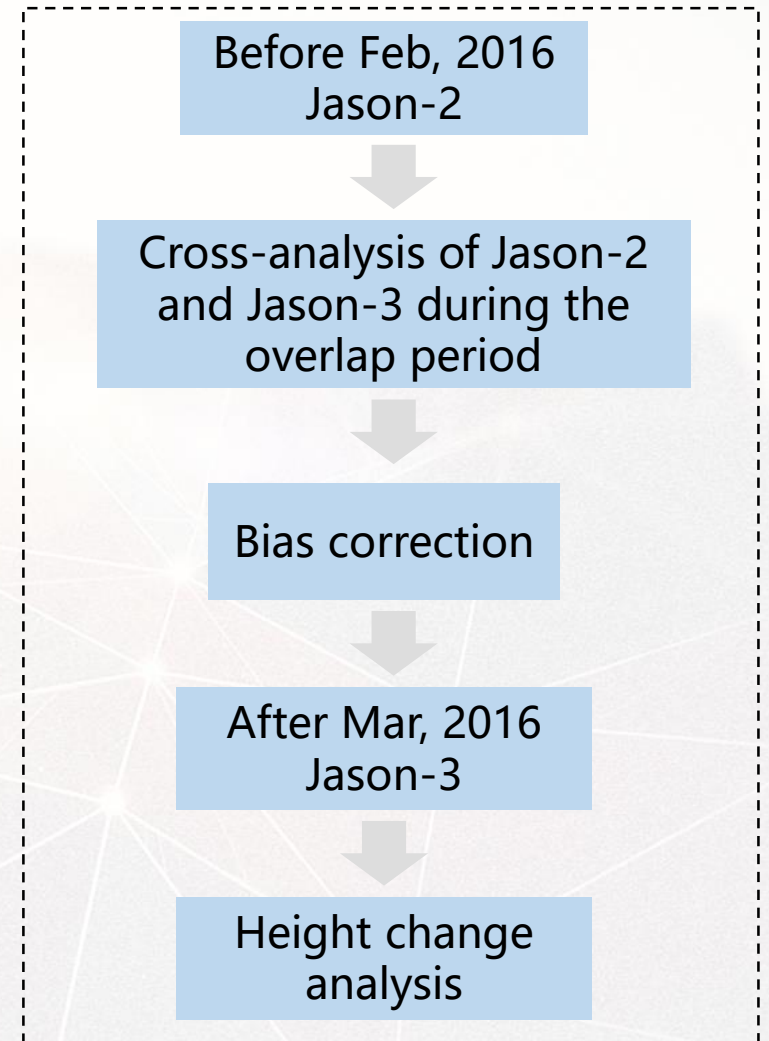 Before Feb, 2016
Jason-2
Cross-analysis of Jason-2
and Jason-3 during the
overlap period
Bias correction
After Mar, 2016
Jason-3
Height change
analysis